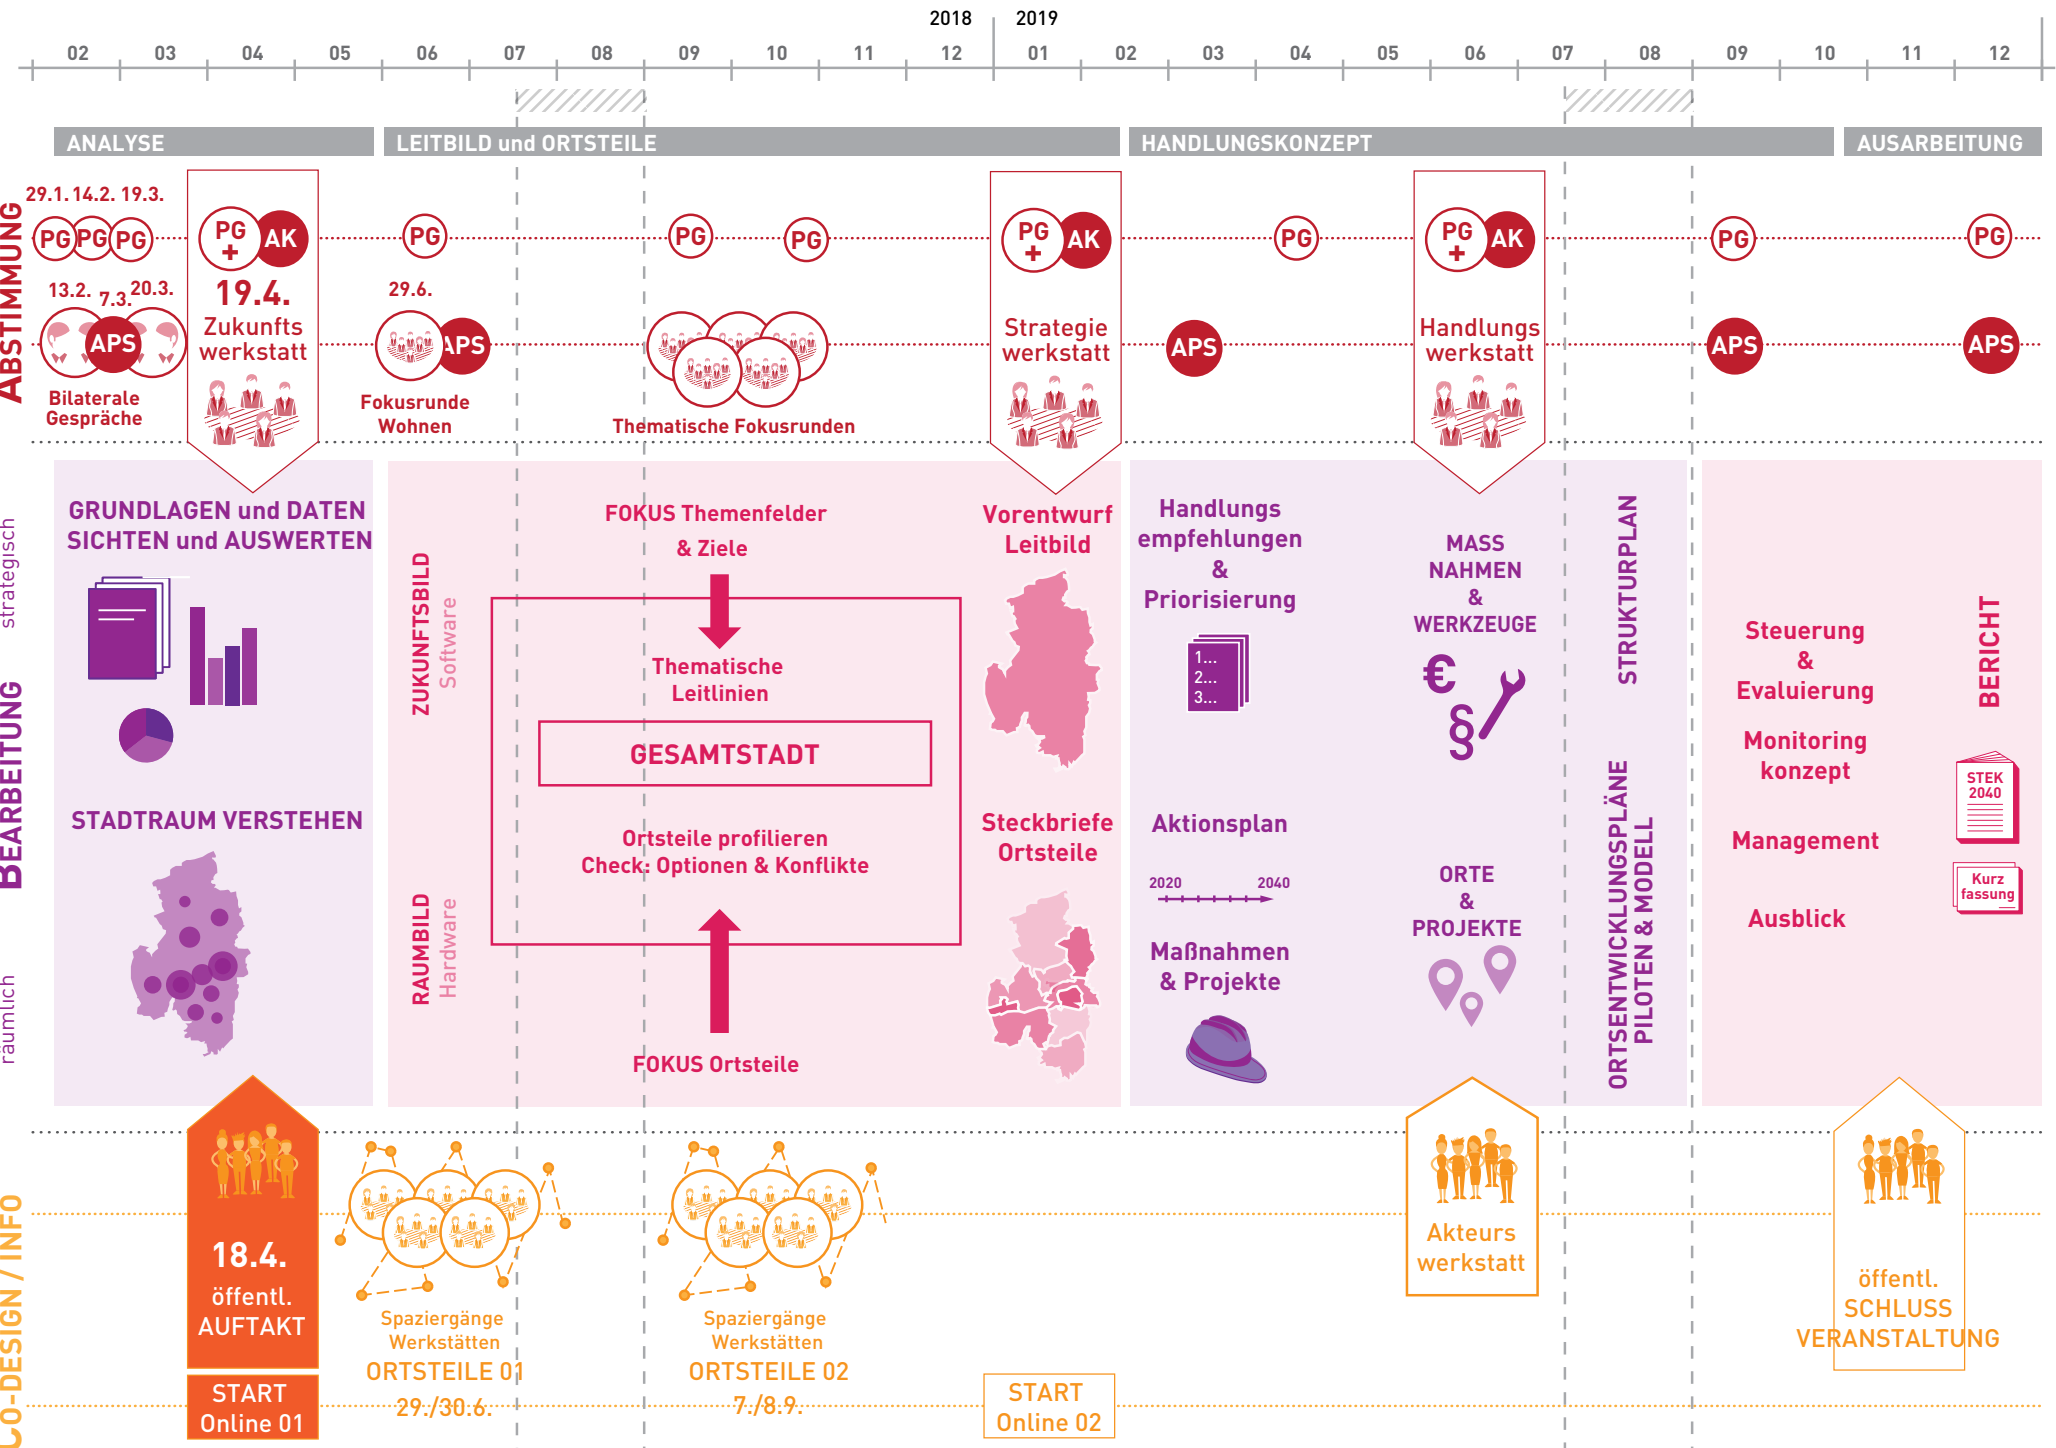 2018 2019
02 03 04 05 06 07 08 09 10 11 12 01 02 03 04 05 06 07 08 09 10 11 12
ANALYSE
LEITBILD und ORTSTEILE
HANDLUNGSKONZEPT
AUSARBEITUNG
ABSTIMMUNG
29.1. 14.2. 19.3.
PG PG PG
PG
+
AK
PG
PG
PG
PG
+
AK
PG
PG
+
AK
PG
PG
13.2. 7.3. 20.3.
APS
Bilaterale
Gespräche
19.4.
Zukunfts
werkstatt
29.6.
APS
Fokusrunde
Wohnen
Thematische Fokusrunden
Strategie
werkstatt
APS
Handlungs
werkstatt
APS
APS
BEARBEITUNG
strategisch
räumlich
GRUNDLAGEN und DATEN
SICHTEN und AUSWERTEN
STADTRAUM VERSTEHEN
ZUKUNFTSBILD
Software
RAUMBILD
Hardware
FOKUS Themenfelder
& Ziele
Thematische
Leitlinien
GESAMTSTADT
Ortsteile profilieren
Check: Optionen & Konflikte
FOKUS Ortsteile
Vorentwurf
Leitbild
Steckbriefe
Ortsteile
Handlungs
empfehlungen
&
Priorisierung
1...
2...
3...
Aktionsplan
2020 2040
Maßnahmen
& Projekte
MASS
NAHMEN
&
WERKZEUGE
€
§
ORTE
&
PROJEKTE
STRUKTURPLAN
ORTSENTWICKLUNGSPLÄNE
PILOTEN & MODELL
Steuerung
&
Evaluierung
Monitoring
konzept
Management
Ausblick
BERICHT
STEK
2040
Kurz
fassung
CO-DESIGN / INFO
18.4.
öffentl.
AUFTAKT
START
Online 01
Spaziergänge
Werkstätten
ORTSTEILE 01
29./30.6.
Spaziergänge
Werkstätten
ORTSTEILE 02
7./8.9.
START
Online 02
Akteurs
werkstatt
öffentl.
SCHLUSS
VERANSTALTUNG